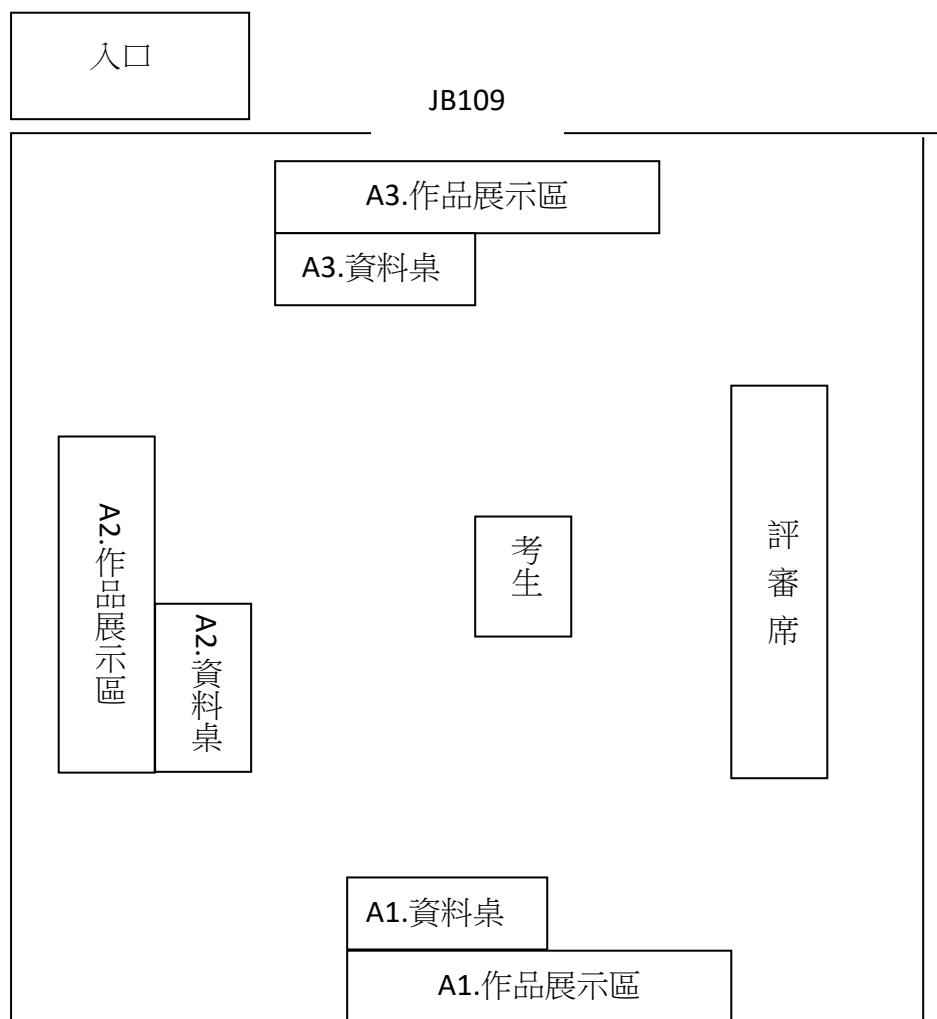 入口
JB109
A3.作品展示區
A3.資料桌
A2.作品展示區
A2.資料桌
考生
評審席
A1.資料桌
A1.作品展示區